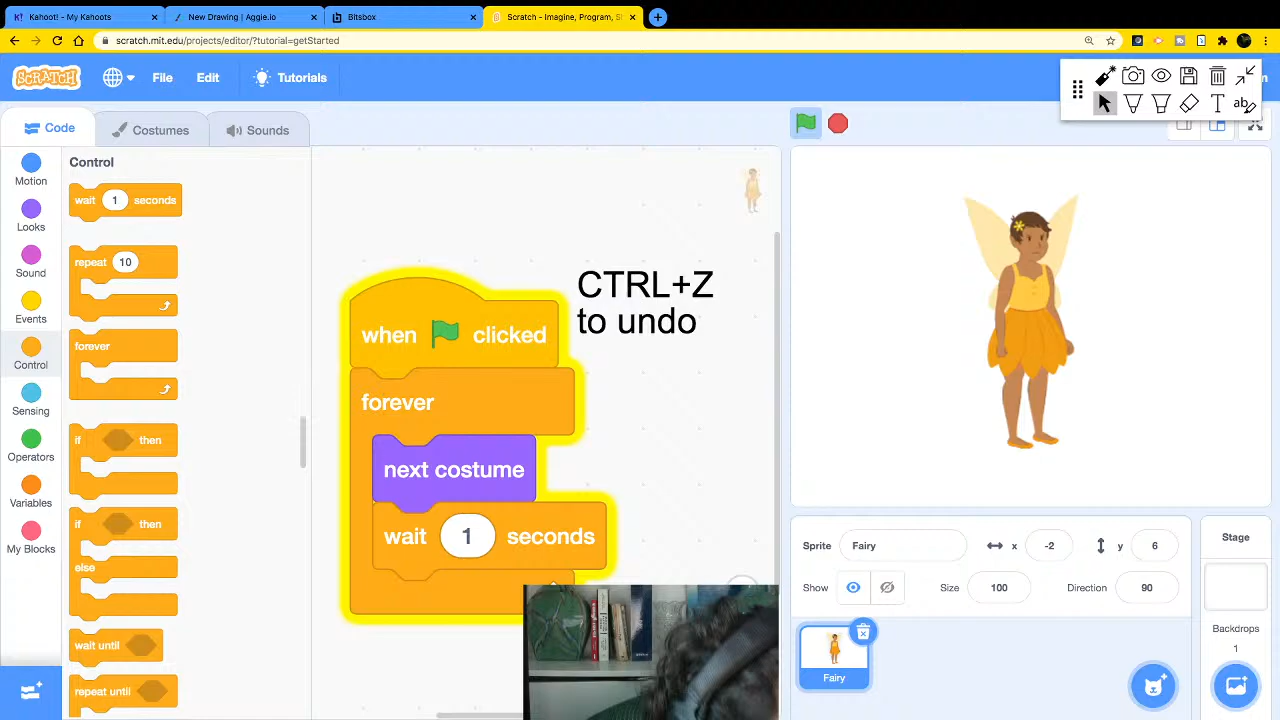 Kahoot! - My Kahoots
New Drawing | Aggie.io
Bitsbox
Scratch - Imagine, Program, S
scratch.mit.edu/projects/editor/?tutorial=getStarted
SCRATCH
File
Edit
Tutorials
T
ab
Code
Costumes
Sounds
Motion
Looks
Sound
Events
Control
Sensing
Operators
Variables
My Blocks
Control
wait 1 seconds
repeat 10
forever
if then
if then
else
wait until
repeat until
when clicked
forever
next costume
wait 1 seconds
CTRL+Z
to undo
Sprite Fairy x -2 y 6
Show Size 100 Direction 90
Fairy
Stage
Backdrops
1